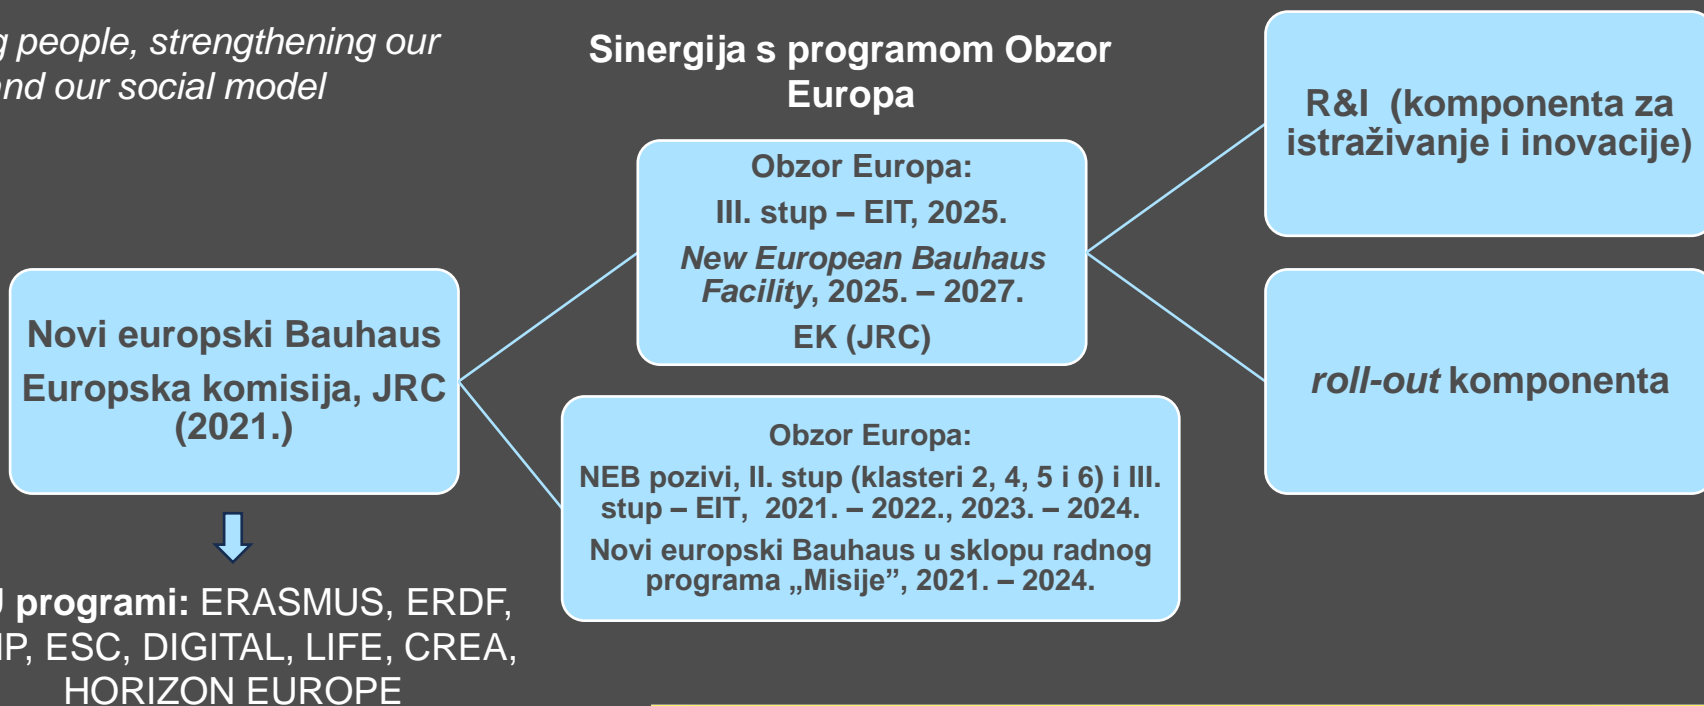 people, strengthening our
and our social model
Sinergija s programom Obzor
Europa
Novi europski Bauhaus
Europska komisija, JRC
(2021.)
programi: ERASMUS, ERDF,
ESC, DIGITAL, LIFE, CREA,
HORIZON EUROPE
Obzor Europa:
III. stup – EIT, 2025.
New European Bauhaus
Facility, 2025. – 2027.
EK (JRC)
Obzor Europa:
NEB pozivi, II. stup (klasteri 2, 4, 5 i 6) i III.
stup – EIT, 2021. – 2022., 2023. – 2024.
Novi europski Bauhaus u sklopu radnog
programa „Misije”, 2021. – 2024.
R&I (komponenta za
istraživanje i inovacije)
roll-out komponenta